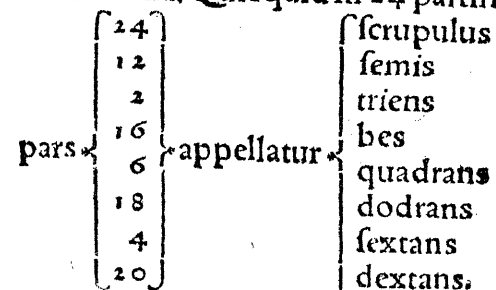 24 ſcrupulus
12 ſemis
2 triens
16 bes
pars appellatur
6 quadrans
18 dodrans
4 ſextans
20 dextans.